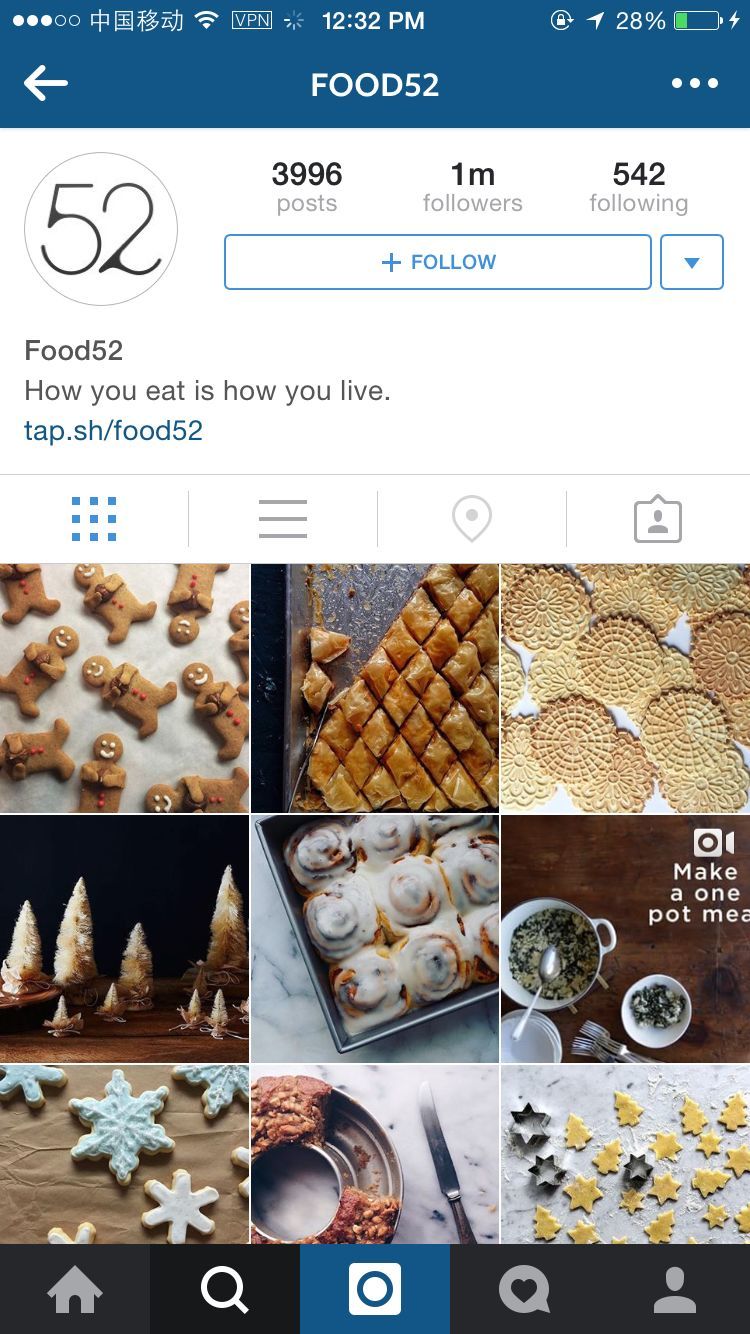 中国移动 VPN 12:32 PM 28%
FOOD52
52
3996 1m 542
posts followers following
+ FOLLOW
Food52
How you eat is how you live.
tap.sh/food52
Make
a one
pot mea